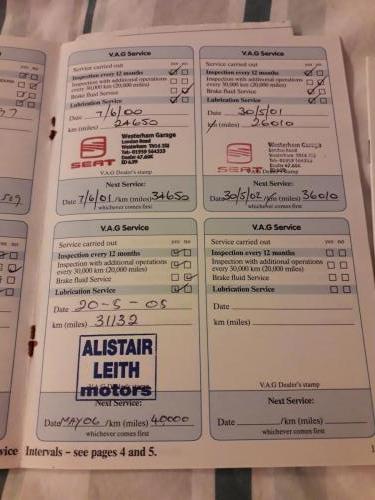 V.A.G Service
Service carried out yes no
Inspection every 12 months
Inspection with additional operations
every 30,000 km (20,000 miles)
Brake fluid Service
Lubrication Service
Date 7/6/00
km (miles) 24650
SEAT
Westerham Garage
London Road
Westerham TN16
V.A.G Dealer's stamp
Next Service:
Date 7/6/01 /km (miles) 34650
whichever comes first
V.A.G Service
Service carried out yes no
Inspection every 12 months
Inspection with additional operations
every 30,000 km (20,000 miles)
Brake fluid Service
Lubrication Service
Date 30/5/01
km (miles) 26010
SEAT
Westerham Garage
London Road
V.A.G Dealer's stamp
Next Service:
Date 30/5/02 /km (miles) 36010
whichever comes first
V.A.G Service
Service carried out yes no
Inspection every 12 months
Inspection with additional operations
every 30,000 km (20,000 miles)
Brake fluid Service
Lubrication Service
Date 20-5-05
km (miles) 31132
ALISTAIR
LEITH
motors
Next Service:
Date MAY 06 /km (miles) 40000
whichever comes first
V.A.G Service
Service carried out yes no
Inspection every 12 months
Inspection with additional operations
every 30,000 km (20,000 miles)
Brake fluid Service
Lubrication Service
Date
km (miles)
V.A.G Dealer's stamp
Next Service:
Date /km (miles)
whichever comes first
vice Intervals – see pages 4 and 5.